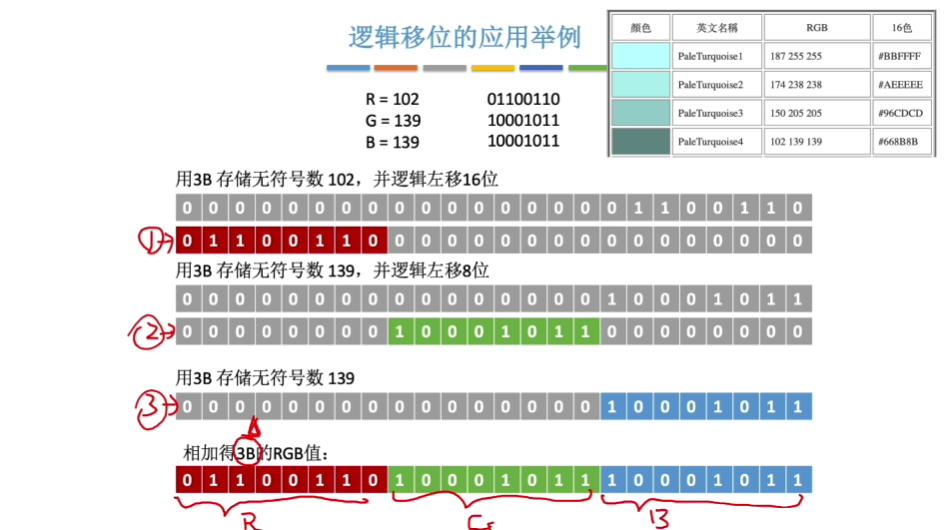 逻辑移位的应用举例
颜色 英文名稱 RGB 16色
PaleTurquoise1 187 255 255 #BBFFFF
PaleTurquoise2 174 238 238 #AEEEEE
PaleTurquoise3 150 205 205 #96CDCD
PaleTurquoise4 102 139 139 #668B8B
R = 102 01100110
G = 139 10001011
B = 139 10001011
用3B 存储无符号数 102，并逻辑左移16位
0 0 0 0 0 0 0 0 0 0 0 0 0 0 0 0 0 1 1 0 0 1 1 0
① 0 1 1 0 0 1 1 0 0 0 0 0 0 0 0 0 0 0 0 0 0 0 0 0
用3B 存储无符号数 139，并逻辑左移8位
0 0 0 0 0 0 0 0 0 0 0 0 0 0 0 0 1 0 0 0 1 0 1 1
② 0 0 0 0 0 0 0 0 1 0 0 0 1 0 1 1 0 0 0 0 0 0 0 0
用3B 存储无符号数 139
③ 0 0 0 0 0 0 0 0 0 0 0 0 0 0 0 0 1 0 0 0 1 0 1 1
相加得3B的RGB值：
0 1 1 0 0 1 1 0 1 0 0 0 1 0 1 1 1 0 0 0 1 0 1 1
R G B